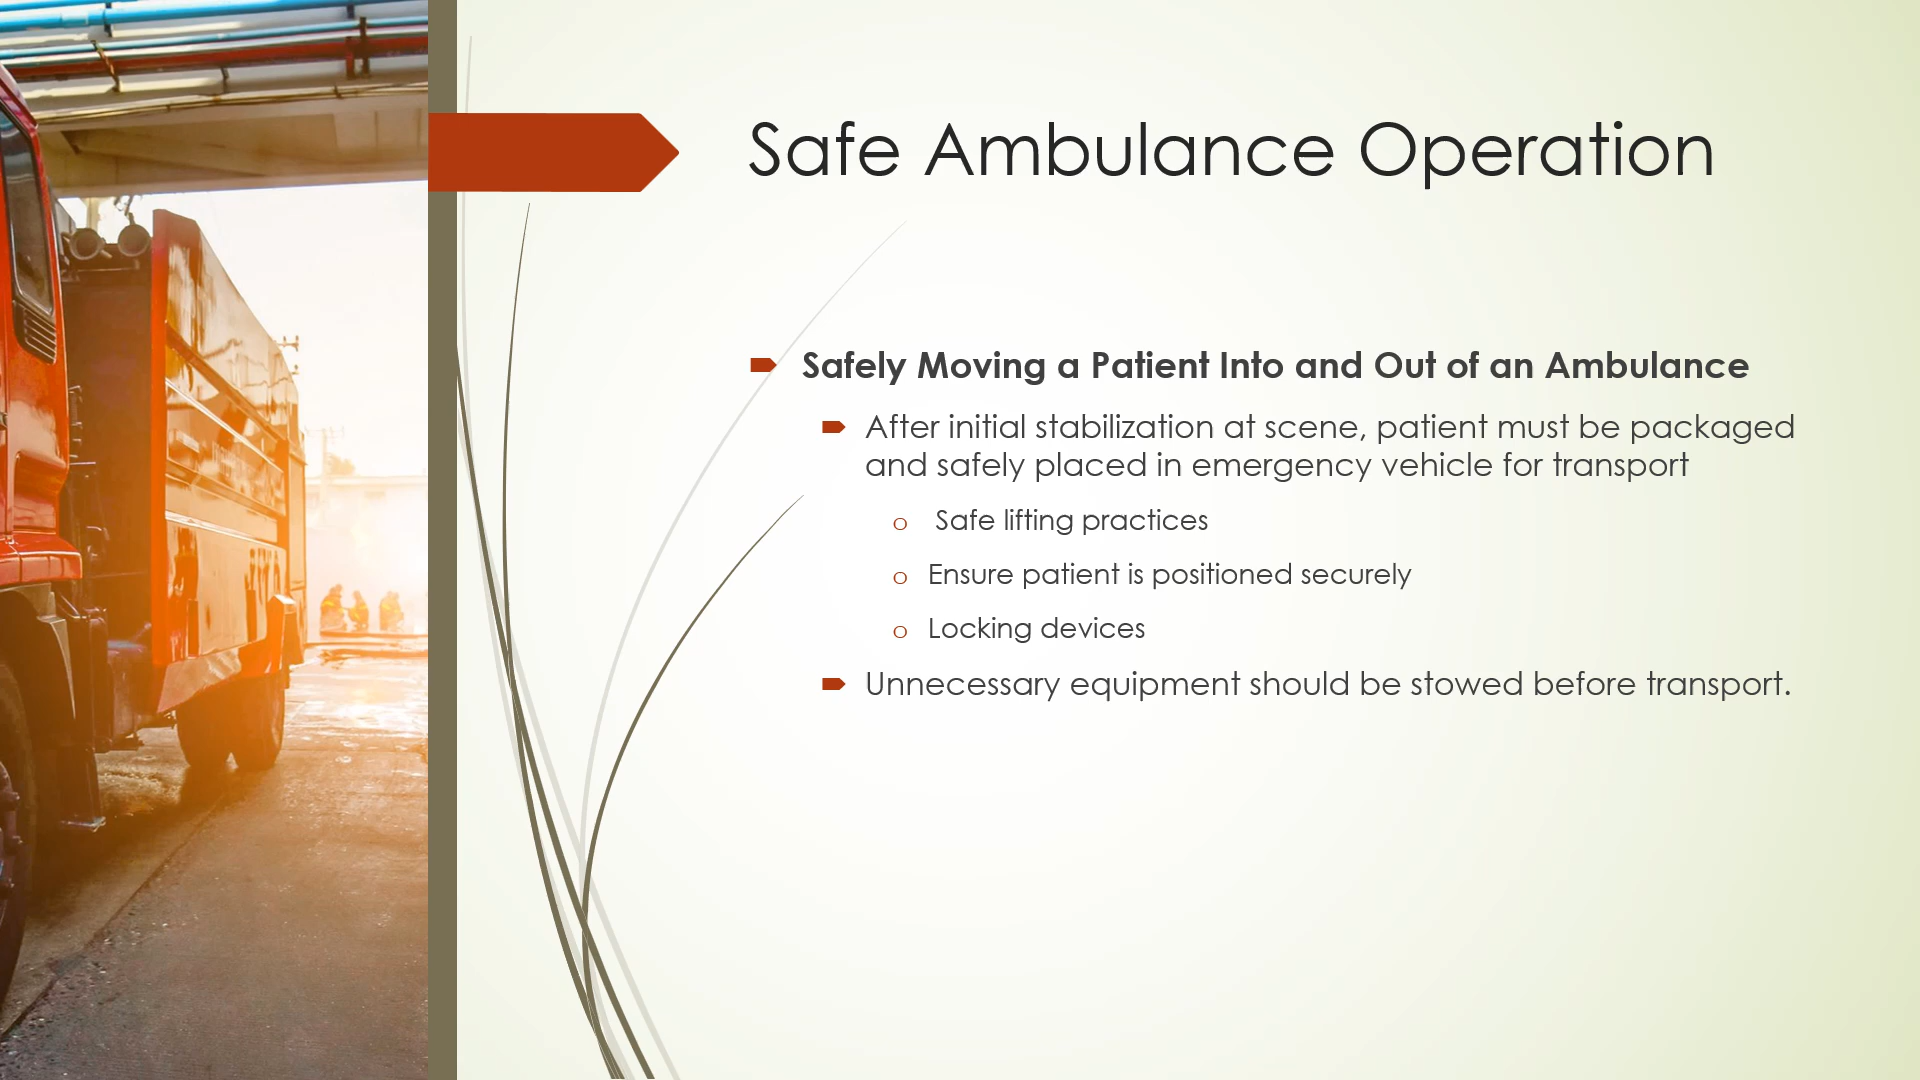 Safe Ambulance Operation
Safely Moving a Patient Into and Out of an Ambulance
After initial stabilization at scene, patient must be packaged
and safely placed in emergency vehicle for transport
o Safe lifting practices
o Ensure patient is positioned securely
o Locking devices
Unnecessary equipment should be stowed before transport.